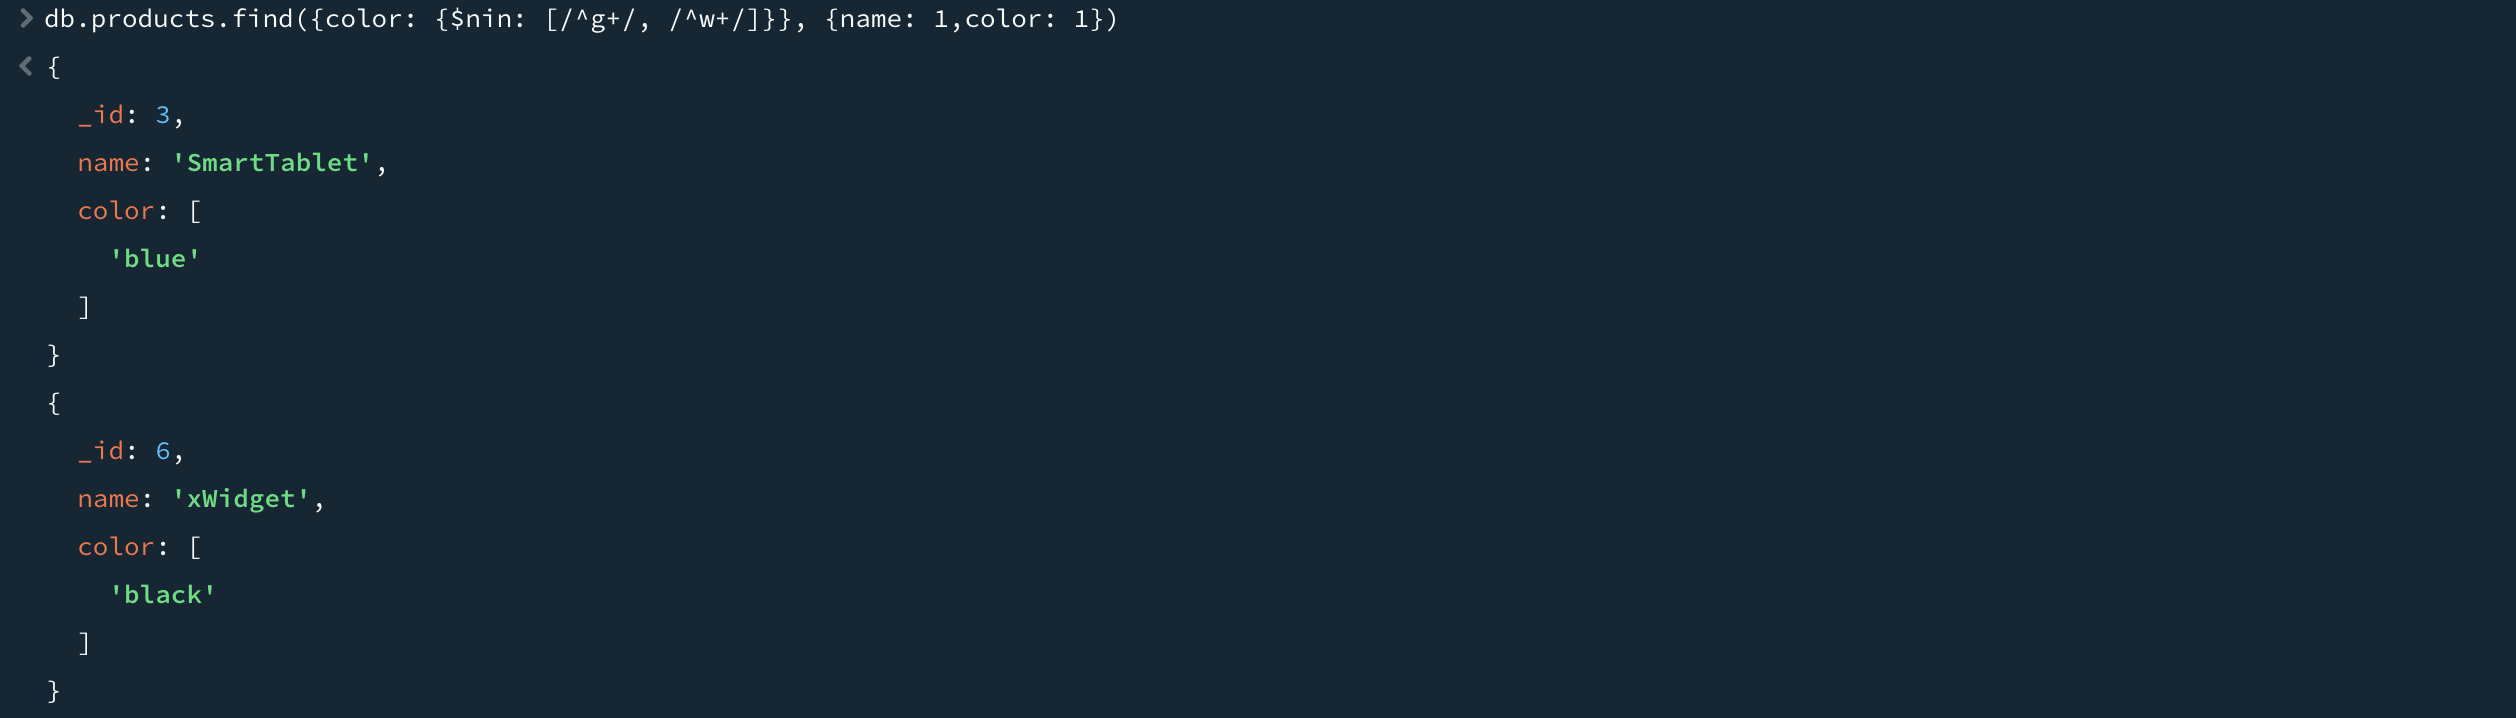 > db.products.find({color: {$nin: [/^g+/, /^w+/]}}, {name: 1,color: 1})
< {
_id: 3,
name: 'SmartTablet',
color: [
'blue'
]
}
{
_id: 6,
name: 'xWidget',
color: [
'black'
]
}